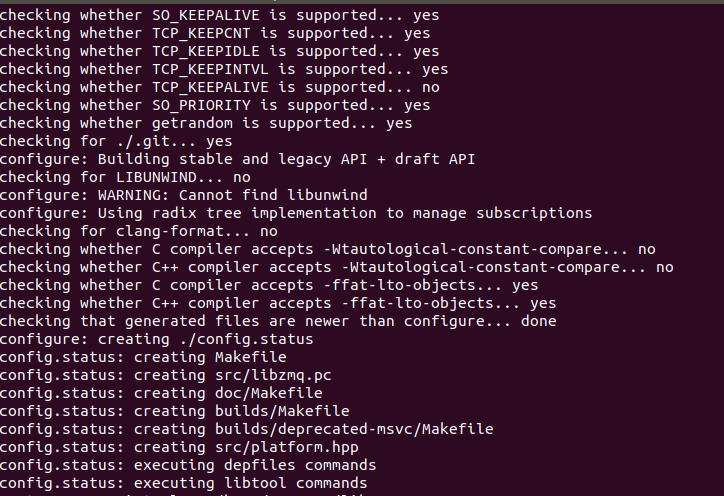 checking whether SO_KEEPALIVE is supported... yes
checking whether TCP_KEEPCNT is supported... yes
checking whether TCP_KEEPIDLE is supported... yes
checking whether TCP_KEEPINTVL is supported... yes
checking whether TCP_KEEPALIVE is supported... no
checking whether SO_PRIORITY is supported... yes
checking whether getrandom is supported... yes
checking for ./.git... yes
configure: Building stable and legacy API + draft API
checking for LIBUNWIND... no
configure: WARNING: Cannot find libunwind
configure: Using radix tree implementation to manage subscriptions
checking for clang-format... no
checking whether C compiler accepts -Wtautological-constant-compare... no
checking whether C++ compiler accepts -Wtautological-constant-compare... no
checking whether C compiler accepts -ffat-lto-objects... yes
checking whether C++ compiler accepts -ffat-lto-objects... yes
checking that generated files are newer than configure... done
configure: creating ./config.status
config.status: creating Makefile
config.status: creating src/libzmq.pc
config.status: creating doc/Makefile
config.status: creating builds/Makefile
config.status: creating builds/deprecated-msvc/Makefile
config.status: creating src/platform.hpp
config.status: executing depfiles commands
config.status: executing libtool commands